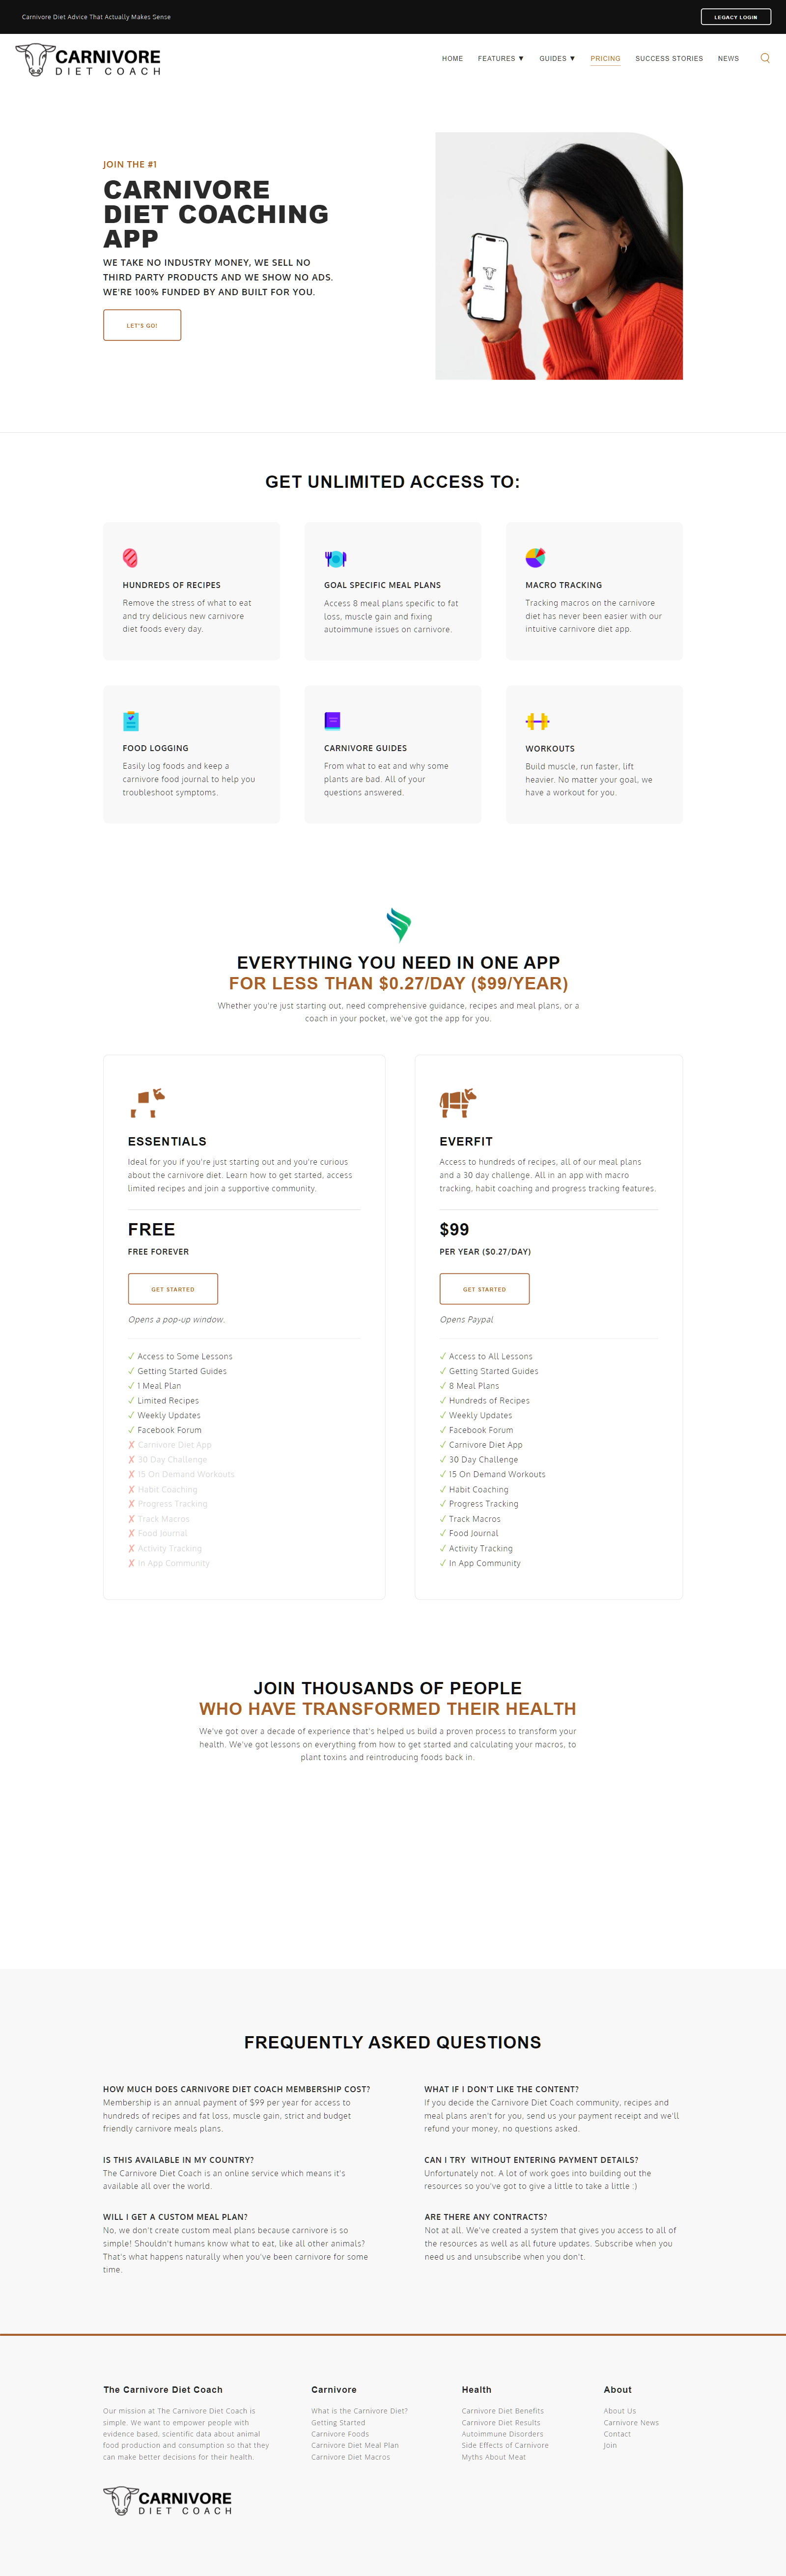 Carnivore Diet Advice That Actually Makes Sense
LEGACY LOGIN
CARNIVORE
DIET COACH
HOME
FEATURES ▼
GUIDES ▼
PRICING
SUCCESS STORIES
NEWS
JOIN THE #1
CARNIVORE
DIET COACHING
APP
WE TAKE NO INDUSTRY MONEY, WE SELL NO
THIRD PARTY PRODUCTS AND WE SHOW NO ADS.
WE'RE 100% FUNDED BY AND BUILT FOR YOU.
LET'S GO!
GET UNLIMITED ACCESS TO:
HUNDREDS OF RECIPES
Remove the stress of what to eat
and try delicious new carnivore
diet foods every day.
GOAL SPECIFIC MEAL PLANS
Access 8 meal plans specific to fat
loss, muscle gain and fixing
autoimmune issues on carnivore.
MACRO TRACKING
Tracking macros on the carnivore
diet has never been easier with our
intuitive carnivore diet app.
FOOD LOGGING
Easily log foods and keep a
carnivore food journal to help you
troubleshoot symptoms.
CARNIVORE GUIDES
From what to eat and why some
plants are bad. All of your
questions answered.
WORKOUTS
Build muscle, run faster, lift
heavier. No matter your goal, we
have a workout for you.
EVERYTHING YOU NEED IN ONE APP
FOR LESS THAN $0.27/DAY ($99/YEAR)
Whether you're just starting out, need comprehensive guidance, recipes and meal plans, or a
coach in your pocket, we've got the app for you.
ESSENTIALS
Ideal for you if you're just starting out and you're curious
about the carnivore diet. Learn how to get started, access
limited recipes and join a supportive community.
FREE
FREE FOREVER
GET STARTED
Opens a pop-up window.
✓ Access to Some Lessons
✓ Getting Started Guides
✓ 1 Meal Plan
✓ Limited Recipes
✓ Weekly Updates
✓ Facebook Forum
✗ Carnivore Diet App
✗ 30 Day Challenge
✗ 15 On Demand Workouts
✗ Habit Coaching
✗ Progress Tracking
✗ Track Macros
✗ Food Journal
✗ Activity Tracking
✗ In App Community
EVERFIT
Access to hundreds of recipes, all of our meal plans
and a 30 day challenge. All in an app with macro
tracking, habit coaching and progress tracking features.
$99
PER YEAR ($0.27/DAY)
GET STARTED
Opens Paypal
✓ Access to All Lessons
✓ Getting Started Guides
✓ 8 Meal Plans
✓ Hundreds of Recipes
✓ Weekly Updates
✓ Facebook Forum
✓ Carnivore Diet App
✓ 30 Day Challenge
✓ 15 On Demand Workouts
✓ Habit Coaching
✓ Progress Tracking
✓ Track Macros
✓ Food Journal
✓ Activity Tracking
✓ In App Community
JOIN THOUSANDS OF PEOPLE
WHO HAVE TRANSFORMED THEIR HEALTH
We've got over a decade of experience that's helped us build a proven process to transform your
health. We've got lessons on everything from how to get started and calculating your macros, to
plant toxins and reintroducing foods back in.
FREQUENTLY ASKED QUESTIONS
HOW MUCH DOES CARNIVORE DIET COACH MEMBERSHIP COST?
Membership is an annual payment of $99 per year for access to
hundreds of recipes and fat loss, muscle gain, strict and budget
friendly carnivore meals plans.
IS THIS AVAILABLE IN MY COUNTRY?
The Carnivore Diet Coach is an online service which means it's
available all over the world.
WILL I GET A CUSTOM MEAL PLAN?
No, we don't create custom meal plans because carnivore is so
simple! Shouldn't humans know what to eat, like all other animals?
That's what happens naturally when you've been carnivore for some
time.
WHAT IF I DON'T LIKE THE CONTENT?
If you decide the Carnivore Diet Coach community, recipes and
meal plans aren't for you, send us your payment receipt and we'll
refund your money, no questions asked.
CAN I TRY WITHOUT ENTERING PAYMENT DETAILS?
Unfortunately not. A lot of work goes into building out the
resources so you've got to give a little to take a little :)
ARE THERE ANY CONTRACTS?
Not at all. We've created a system that gives you access to all of
the resources as well as all future updates. Subscribe when you
need us and unsubscribe when you don't.
The Carnivore Diet Coach
Our mission at The Carnivore Diet Coach is
simple. We want to empower people with
evidence based, scientific data about animal
food production and consumption so that they
can make better decisions for their health.
CARNIVORE
DIET COACH
Carnivore
What is the Carnivore Diet?
Getting Started
Carnivore Foods
Carnivore Diet Meal Plan
Carnivore Diet Macros
Health
Carnivore Diet Benefits
Carnivore Diet Results
Autoimmune Disorders
Side Effects of Carnivore
Myths About Meat
About
About Us
Carnivore News
Contact
Join